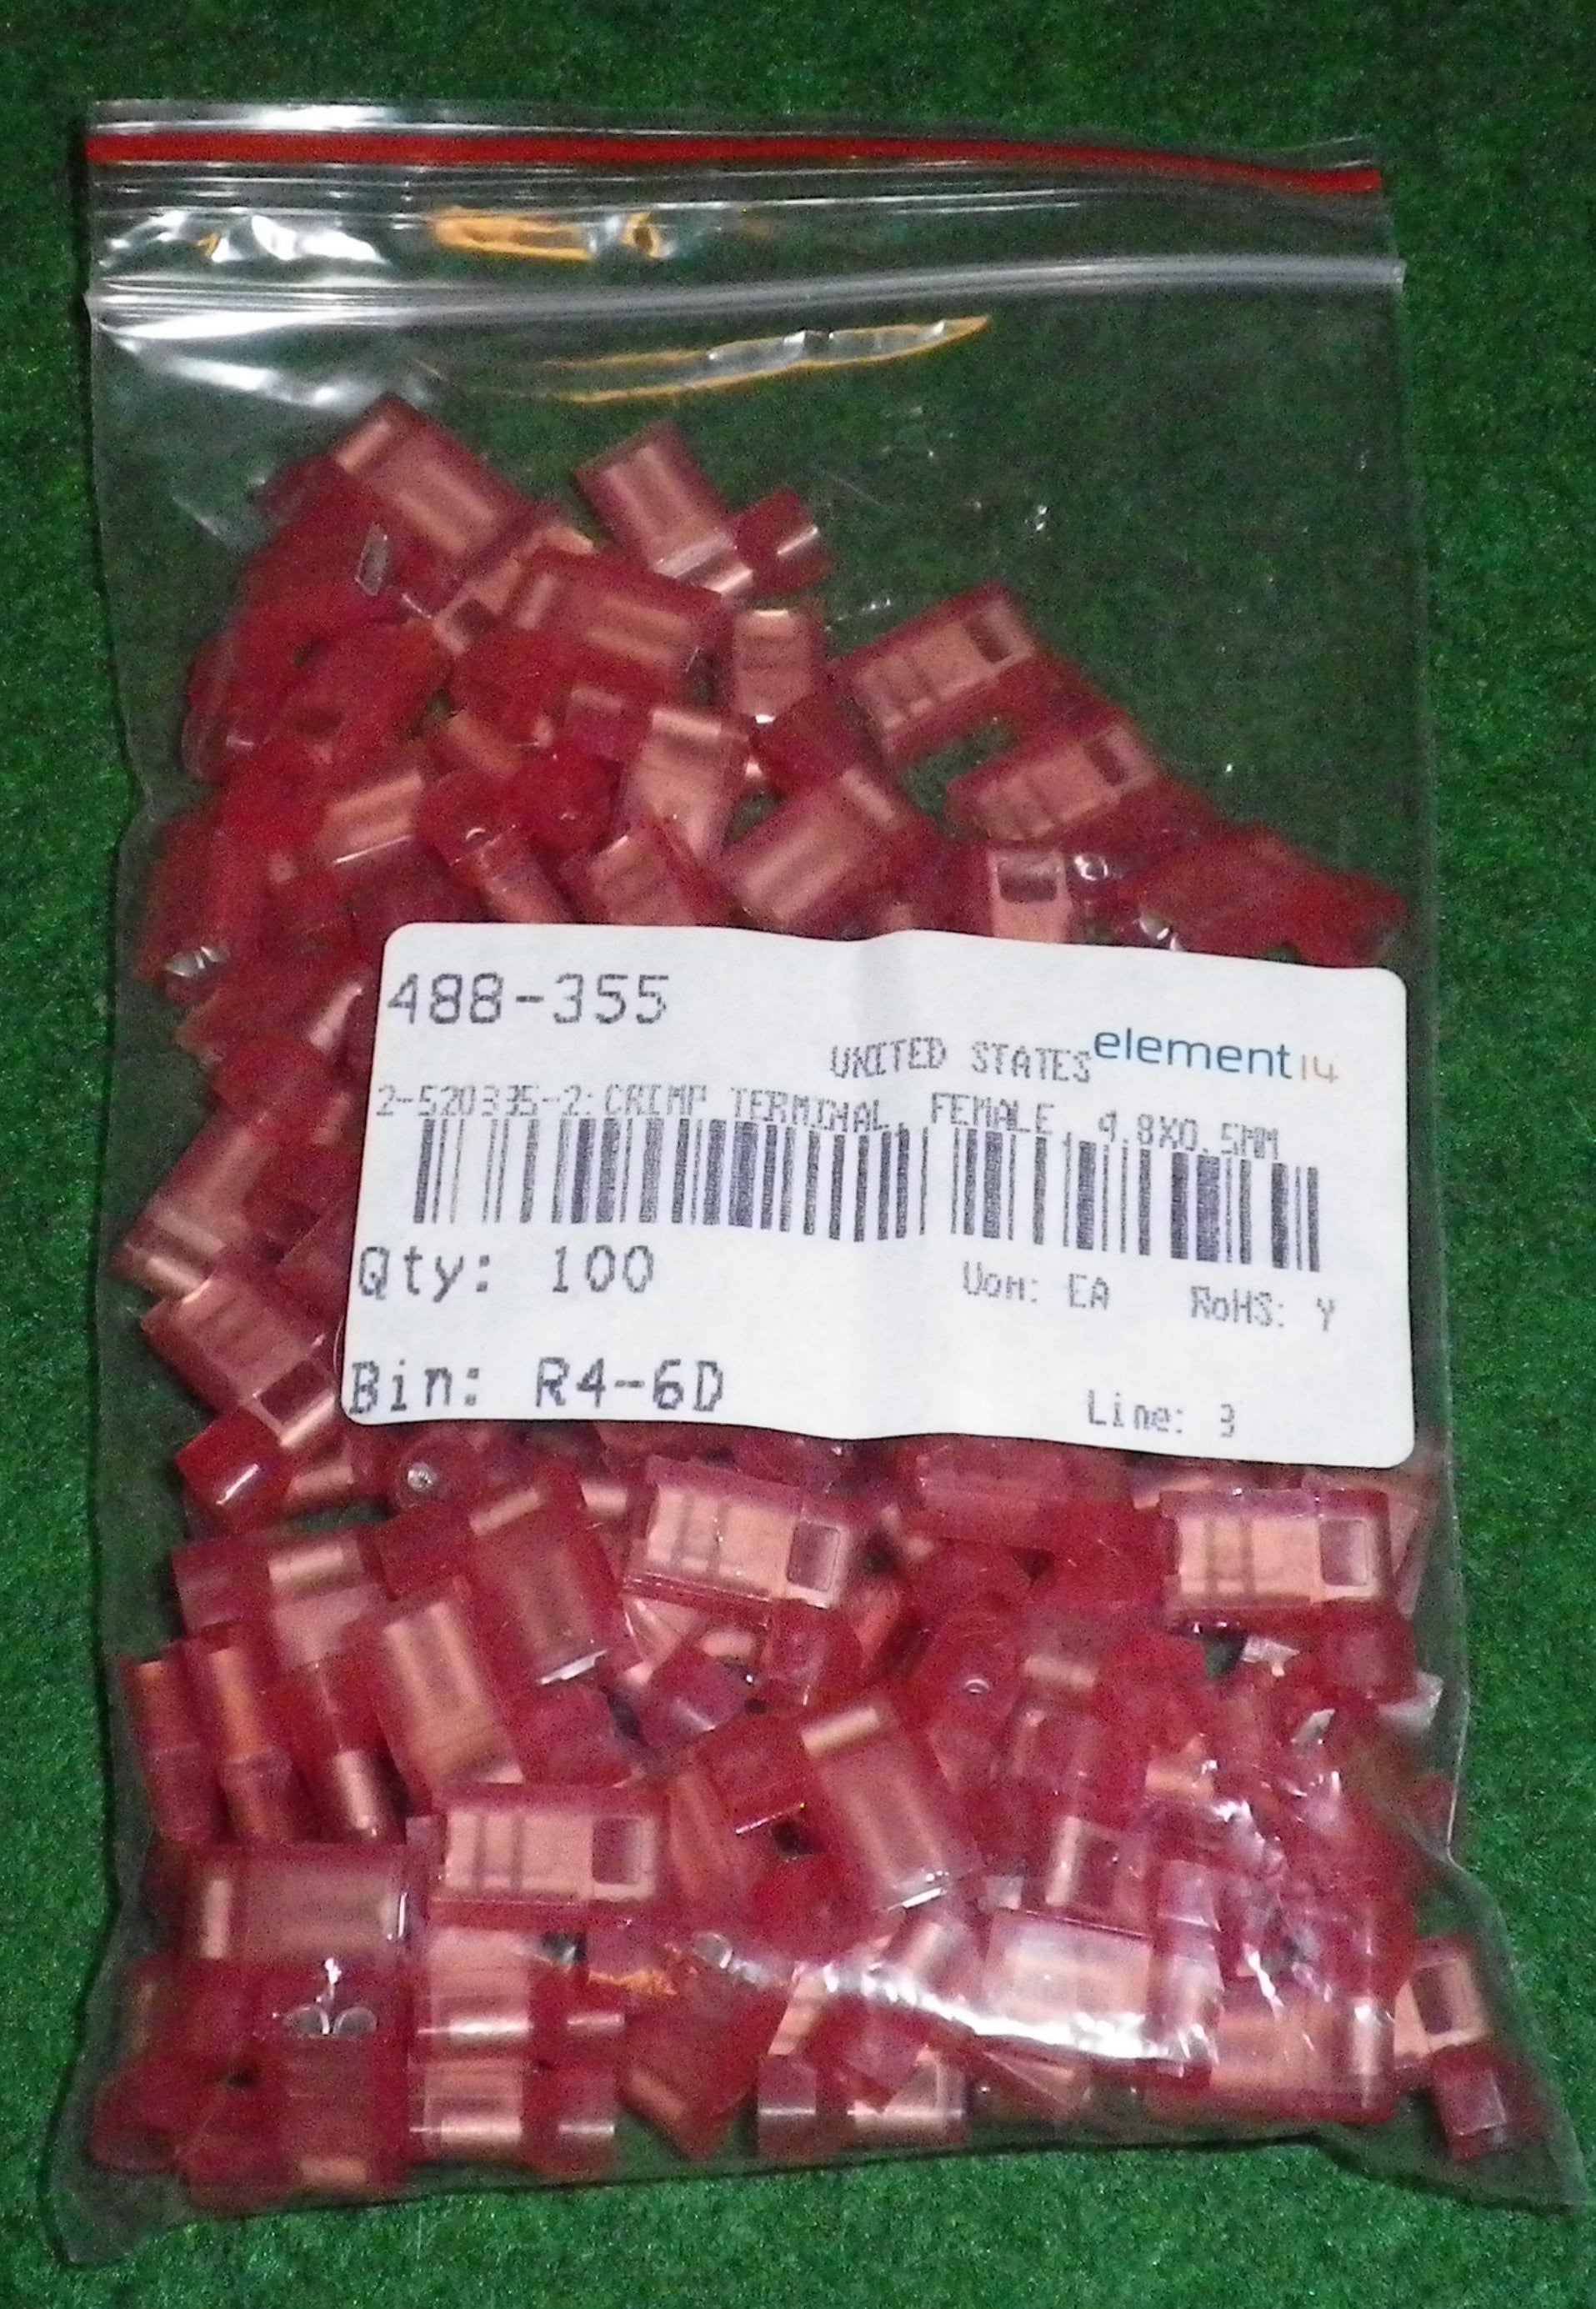 488-355
UNITED STATES element14
2-520335-2: CRIMP TERMINAL, FEMALE, 4.8X0.5MM
Qty: 100
UoM: EA RoHS: Y
Bin: R4-6D
Line: 3